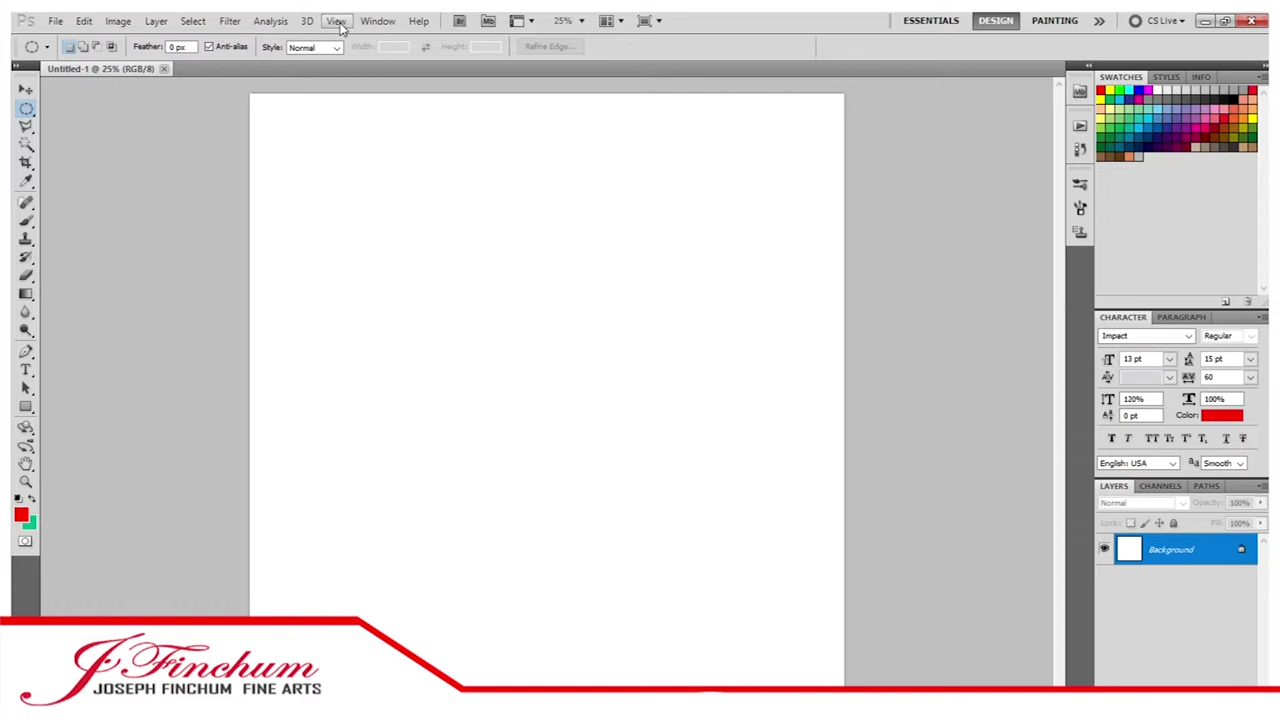 Ps File Edit Image Layer Select Filter Analysis 3D View Window Help Br Mb 25% ESSENTIALS DESIGN PAINTING CS Live
Feather: 0 px Anti-alias Style: Normal Width: Height: Refine Edge...
Untitled-1 @ 25% (RGB/8)
SWATCHES STYLES INFO
Mb
CHARACTER PARAGRAPH
Impact Regular
13 pt 15 pt
60
120% 100%
0 pt Color:
English: USA Smooth
LAYERS CHANNELS PATHS
Normal Opacity: 100%
Lock: Fill: 100%
Background
J Finchum
JOSEPH FINCHUM FINE ARTS